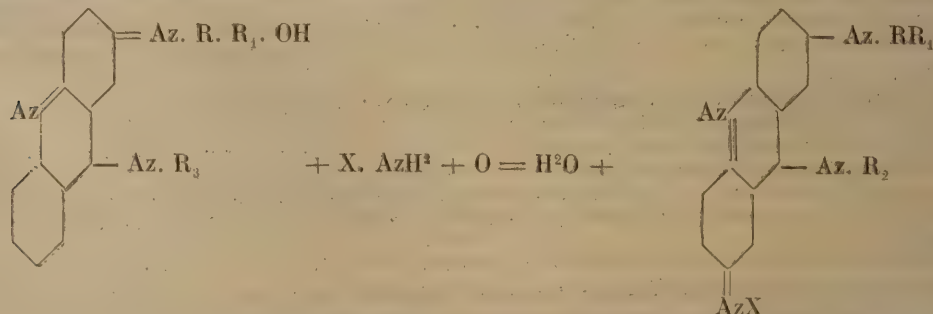 Az. R. R₁. OH
Az. RR₁
Az
Az
Az. R₃ + X. AzH² + O = H²O + Az. R₂
AzX